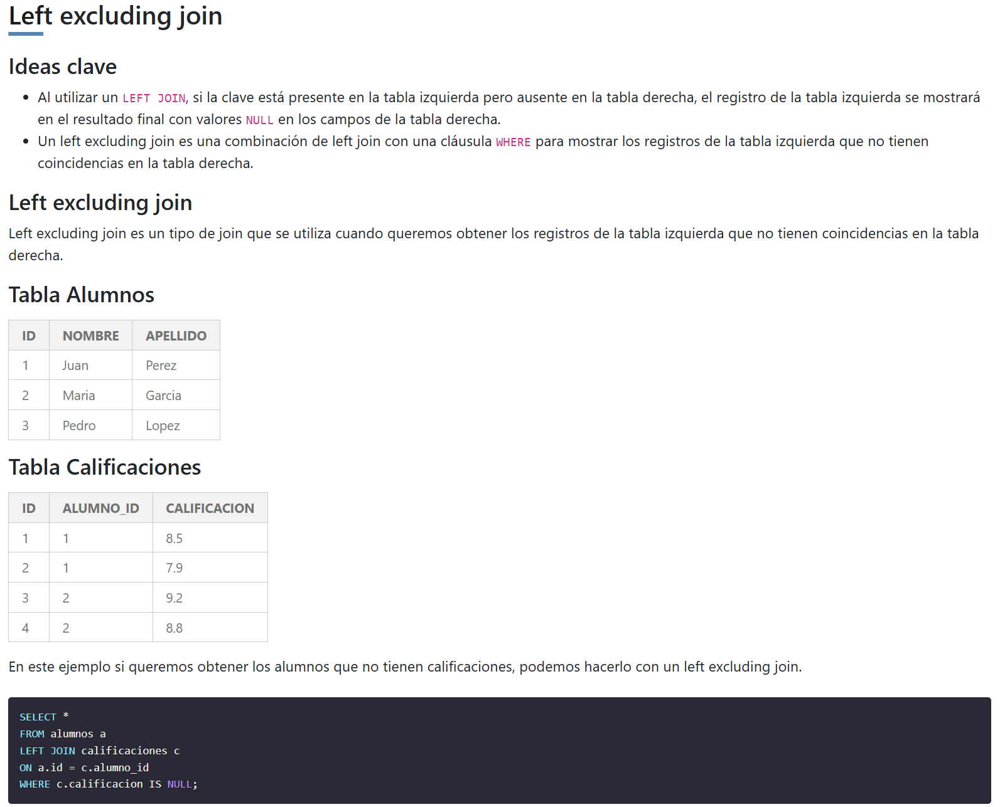 Left excluding join
Ideas clave
• Al utilizar un LEFT JOIN, si la clave está presente en la tabla izquierda pero ausente en la tabla derecha, el registro de la tabla izquierda se mostrará
en el resultado final con valores NULL en los campos de la tabla derecha.
• Un left excluding join es una combinación de left join con una cláusula WHERE para mostrar los registros de la tabla izquierda que no tienen
coincidencias en la tabla derecha.
Left excluding join
Left excluding join es un tipo de join que se utiliza cuando queremos obtener los registros de la tabla izquierda que no tienen coincidencias en la tabla
derecha.
Tabla Alumnos
ID NOMBRE APELLIDO
1 Juan Perez
2 Maria Garcia
3 Pedro Lopez
Tabla Calificaciones
ID ALUMNO_ID CALIFICACION
1 1 8.5
2 1 7.9
3 2 9.2
4 2 8.8
En este ejemplo si queremos obtener los alumnos que no tienen calificaciones, podemos hacerlo con un left excluding join.
SELECT *
FROM alumnos a
LEFT JOIN calificaciones c
ON a.id = c.alumno_id
WHERE c.calificacion IS NULL;